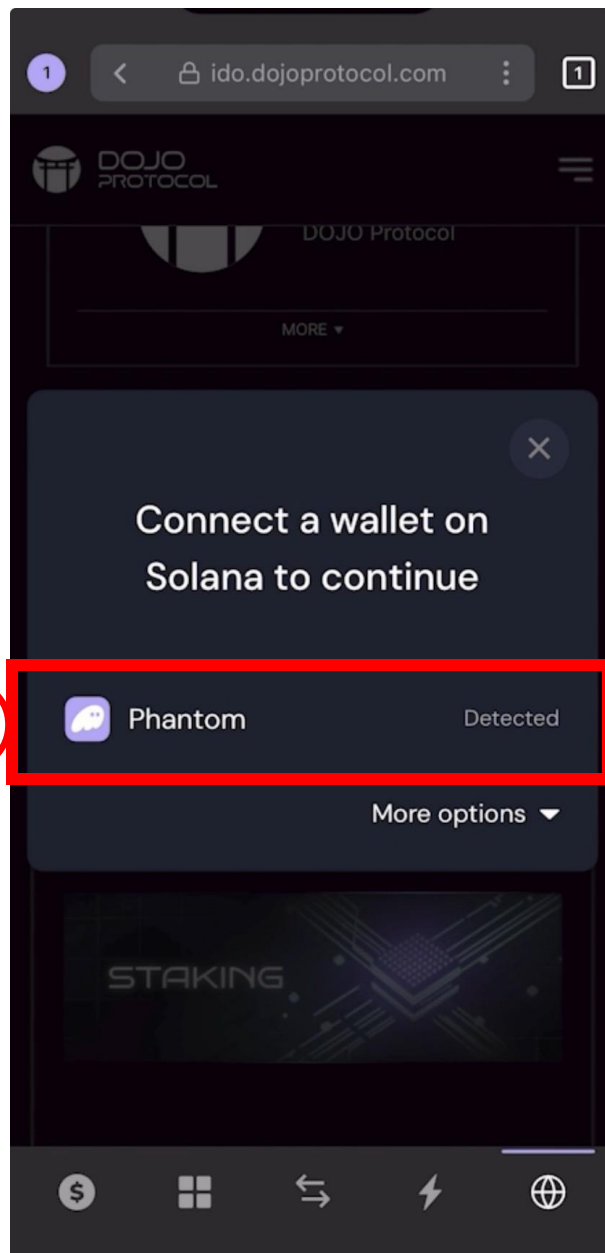 1
ido.dojoprotocol.com
1
DOJO
PROTOCOL
DOJO Protocol
MORE
Connect a wallet on
Solana to continue
Phantom
Detected
More options
STAKING
$